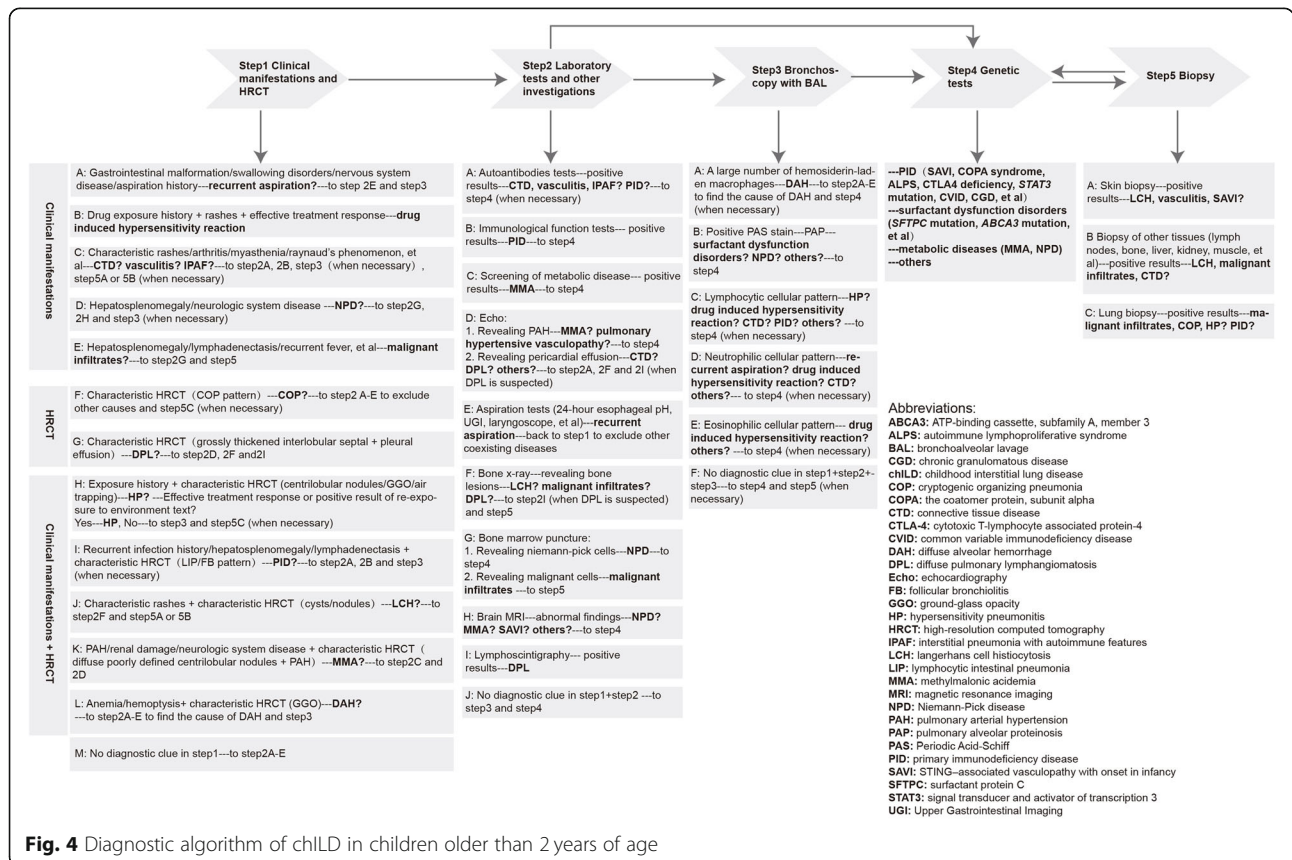 Step1 Clinical
manifestations and
HRCT
Step2 Laboratory
tests and other
investigations
Step3 Bronchos-
copy with BAL
Step4 Genetic
tests
Step5 Biopsy
Clinical manifestations
A: Gastrointestinal malformation/swallowing disorders/nervous system
disease/aspiration history---recurrent aspiration?---to step 2E and step3
B: Drug exposure history + rashes + effective treatment response---drug
induced hypersensitivity reaction
C: Characteristic rashes/arthritis/myasthenia/raynaud's phenomenon, et
al---CTD? vasculitis? IPAF?---to step2A, 2B, step3（when necessary）,
step5A or 5B (when necessary)
D: Hepatosplenomegaly/neurologic system disease ---NPD?---to step2G,
2H and step3 (when necessary)
E: Hepatosplenomegaly/lymphadenectasis/recurrent fever, et al---malignant
infiltrates?---to step2G and step5
HRCT
F: Characteristic HRCT（COP pattern）---COP?---to step2 A-E to exclude
other causes and step5C (when necessary)
G: Characteristic HRCT（grossly thickened interlobular septal + pleural
effusion）---DPL?---to step2D, 2F and2I
Clinical manifestations + HRCT
H: Exposure history + characteristic HRCT (centrilobular nodules/GGO/air
trapping)---HP? ---Effective treatment response or positive result of re-expo-
sure to environment text?
Yes---HP, No---to step3 and step5C (when necessary)
I: Recurrent infection history/hepatosplenomegaly/lymphadenectasis +
characteristic HRCT（LIP/FB pattern）---PID?---to step2A, 2B and step3
(when necessary)
J: Characteristic rashes + characteristic HRCT（cysts/nodules）---LCH?---to
step2F and step5A or 5B
K: PAH/renal damage/neurologic system disease + characteristic HRCT（
diffuse poorly defined centrilobular nodules + PAH）---MMA?---to step2C and
2D
L: Anemia/hemoptysis+ characteristic HRCT (GGO)---DAH?
---to step2A-E to find the cause of DAH and step3
M: No diagnostic clue in step1---to step2A-E
A: Autoantibodies tests---positive
results---CTD, vasculitis, IPAF? PID?---to
step4 (when necessary)
B: Immunological function tests--- positive
results---PID---to step4
C: Screening of metabolic disease--- positive
results---MMA---to step4
D: Echo:
1. Revealing PAH---MMA? pulmonary
hypertensive vasculopathy?---to step4
2. Revealing pericardial effusion---CTD?
DPL? others?---to step2A, 2F and 2I (when
DPL is suspected)
E: Aspiration tests (24-hour esophageal pH,
UGI, laryngoscope, et al)---recurrent
aspiration---back to step1 to exclude other
coexisting diseases
F: Bone x-ray---revealing bone
lesions---LCH? malignant infiltrates?
DPL?---to step2I (when DPL is suspected)
and step5
G: Bone marrow puncture:
1. Revealing niemann-pick cells---NPD---to
step4
2. Revealing malignant cells---malignant
infiltrates ---to step5
H: Brain MRI---abnormal findings---NPD?
MMA? SAVI? others?---to step4
I: Lymphoscintigraphy--- positive
results---DPL
J: No diagnostic clue in step1+step2 ---to
step3 and step4
A: A large number of hemosiderin-lad-
en macrophages---DAH---to step2A-E
to find the cause of DAH and step4
(when necessary)
B: Positive PAS stain---PAP---
surfactant dysfunction
disorders? NPD? others?---to
step4
C: Lymphocytic cellular pattern---HP?
drug induced hypersensitivity
reaction? CTD? PID? others? ---to
step4 (when necessary)
D: Neutrophilic cellular pattern---re-
current aspiration? drug induced
hypersensitivity reaction? CTD?
others?--- to step4 (when necessary)
E: Eosinophilic cellular pattern--- drug
induced hypersensitivity reaction?
others? ---to step4 (when necessary)
F: No diagnostic clue in step1+step2+-
step3---to step4 and step5 (when
necessary)
---PID（SAVI, COPA syndrome,
ALPS, CTLA4 deficiency, STAT3
mutation, CVID, CGD, et al)
---surfactant dysfunction disorders
(SFTPC mutation, ABCA3 mutation,
et al)
---metabolic diseases (MMA, NPD)
---others
A: Skin biopsy---positive
results---LCH, vasculitis, SAVI?
B: Biopsy of other tissues (lymph
nodes, bone, liver, kidney, muscle, et
al)---positive results---LCH, malignant
infiltrates, CTD?
C: Lung biopsy---positive results---ma-
lignant infiltrates, COP, HP? PID?
Abbreviations:
ABCA3: ATP-binding cassette, subfamily A, member 3
ALPS: autoimmune lymphoproliferative syndrome
BAL: bronchoalveolar lavage
CGD: chronic granulomatous disease
chILD: childhood interstitial lung disease
COP: cryptogenic organizing pneumonia
COPA: the coatomer protein, subunit alpha
CTD: connective tissue disease
CTLA-4: cytotoxic T-lymphocyte associated protein-4
CVID: common variable immunodeficiency disease
DAH: diffuse alveolar hemorrhage
DPL: diffuse pulmonary lymphangiomatosis
Echo: echocardiography
FB: follicular bronchiolitis
GGO: ground-glass opacity
HP: hypersensitivity pneumonitis
HRCT: high-resolution computed tomography
IPAF: interstitial pneumonia with autoimmune features
LCH: langerhans cell histiocytosis
LIP: lymphocytic intestinal pneumonia
MMA: methylmalonic acidemia
MRI: magnetic resonance imaging
NPD: Niemann-Pick disease
PAH: pulmonary arterial hypertension
PAP: pulmonary alveolar proteinosis
PAS: Periodic Acid-Schiff
PID: primary immunodeficiency disease
SAVI: STING–associated vasculopathy with onset in infancy
SFTPC: surfactant protein C
STAT3: signal transducer and activator of transcription 3
UGI: Upper Gastrointestinal Imaging
Fig. 4 Diagnostic algorithm of chILD in children older than 2 years of age